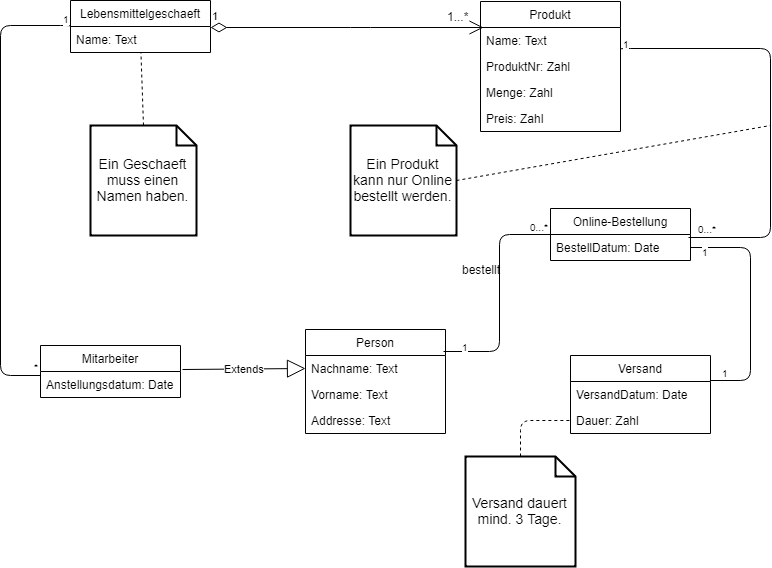 Lebensmittelgeschaeft
Name: Text
1
1
1...*
Produkt
Name: Text
ProduktNr: Zahl
Menge: Zahl
Preis: Zahl
1
Ein Geschaeft
muss einen
Namen haben.
Ein Produkt
kann nur Online
bestellt werden.
Online-Bestellung
BestellDatum: Date
0...*
0...*
1
bestellt
Mitarbeiter
Anstellungsdatum: Date
*
Extends
Person
Nachname: Text
Vorname: Text
Addresse: Text
1
Versand
VersandDatum: Date
Dauer: Zahl
1
Versand dauert
mind. 3 Tage.